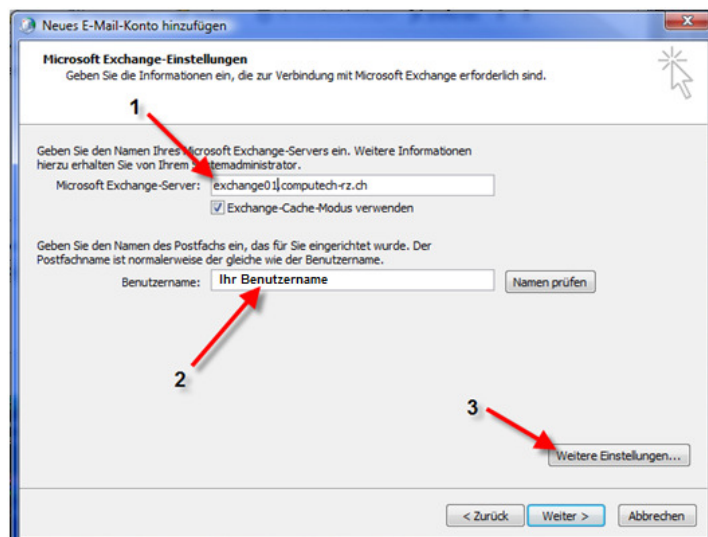 Neues E-Mail-Konto hinzufügen
Microsoft Exchange-Einstellungen
Geben Sie die Informationen ein, die zur Verbindung mit Microsoft Exchange erforderlich sind.
1
Geben Sie den Namen Ihres Microsoft Exchange-Servers ein. Weitere Informationen
hierzu erhalten Sie von Ihrem Systemadministrator.
Microsoft Exchange-Server: exchange01.computech-rz.ch
Exchange-Cache-Modus verwenden
Geben Sie den Namen des Postfachs ein, das für Sie eingerichtet wurde. Der
Postfachname ist normalerweise der gleiche wie der Benutzername.
Benutzername: Ihr Benutzername Namen prüfen
2
3
Weitere Einstellungen...
< Zurück Weiter > Abbrechen